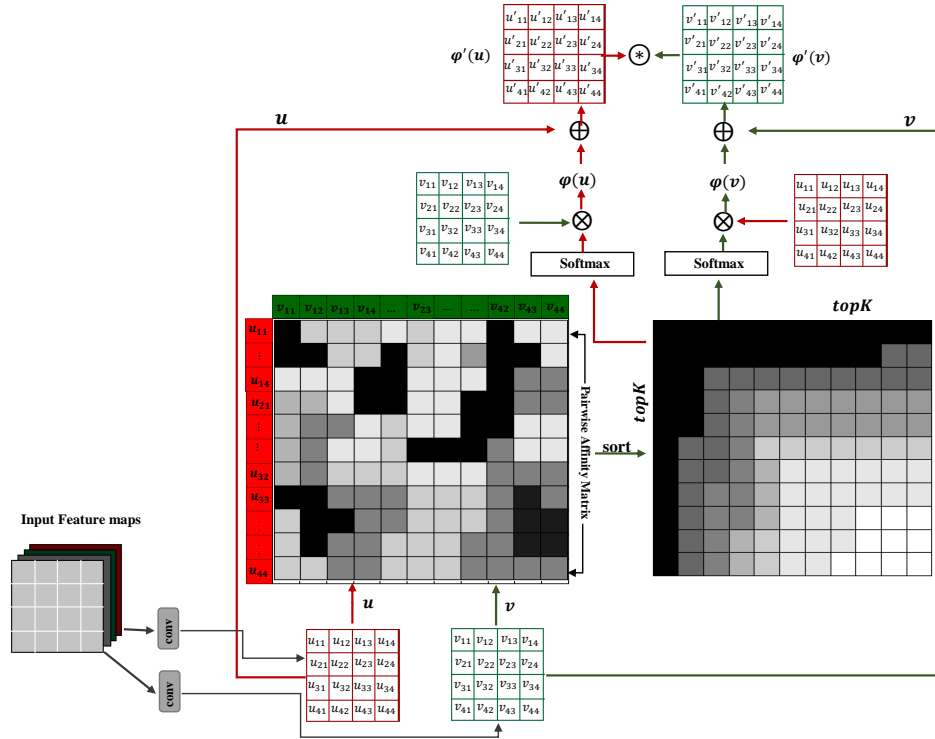 u'11 u'12 u'13 u'14
u'21 u'22 u'23 u'24
u'31 u'32 u'33 u'34
u'41 u'42 u'43 u'44
v'11 v'12 v'13 v'14
v'21 v'22 v'23 v'24
v'31 v'32 v'33 v'34
v'41 v'42 v'43 v'44
φ'(u)
φ'(v)
u
v
v11 v12 v13 v14
v21 v22 v23 v24
v31 v32 v33 v34
v41 v42 v43 v44
φ(u)
φ(v)
u11 u12 u13 u14
u21 u22 u23 u24
u31 u32 u33 u34
u41 u42 u43 u44
Softmax
Softmax
v11 v12 v13 v14 ... v23 ... ... v42 v43 v44
u11
⋮
u14
u21
⋮
⋮
u32
u33
.
.
u44
Pairwise Affinity Matrix
sort
topK
topK
Input Feature maps
conv
conv
u
v
u11 u12 u13 u14
u21 u22 u23 u24
u31 u32 u33 u34
u41 u42 u43 u44
v11 v12 v13 v14
v21 v22 v23 v24
v31 v32 v33 v34
v41 v42 v43 v44